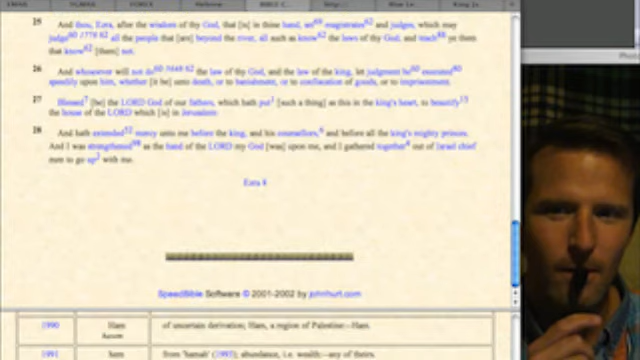 Hebrew
BIBLE C...
25 And thou, Ezra, after the wisdom of thy God, that [is] in thine hand, set magistrates and judges, which may
judge all the people that [are] beyond the river, all such as know the laws of thy God; and teach ye them
that know [them] not.
26 And whosoever will not do the law of thy God, and the law of the king, let judgment be executed
speedily upon him, whether [it be] unto death, or to banishment, or to confiscation of goods, or to imprisonment.
27 Blessed [be] the LORD God of our fathers, which hath put [such a thing] as this in the king's heart, to beautify
the house of the LORD which [is] in Jerusalem:
28 And hath extended mercy unto me before the king, and his counsellors, and before all the king's mighty princes.
And I was strengthened as the hand of the LORD my God [was] upon me, and I gathered together out of Israel chief
men to go up with me.
Ezra 8
SpeedBible Software © 2001-2002 by johnhurt.com
1990 Ham of uncertain derivation; Ham, a region of Palestine:--Ham.
1991 ham from 'hamah' (1993); abundance, i.e. wealth:--any of theirs.